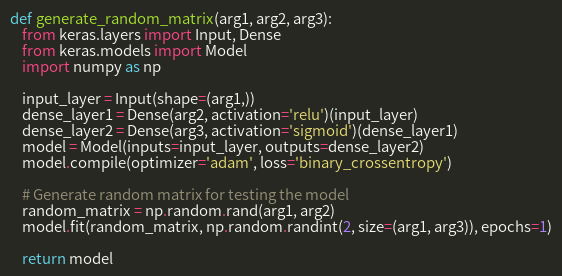 def generate_random_matrix(arg1, arg2, arg3):
    from keras.layers import Input, Dense
    from keras.models import Model
    import numpy as np

    input_layer = Input(shape=(arg1,))
    dense_layer1 = Dense(arg2, activation='relu')(input_layer)
    dense_layer2 = Dense(arg3, activation='sigmoid')(dense_layer1)
    model = Model(inputs=input_layer, outputs=dense_layer2)
    model.compile(optimizer='adam', loss='binary_crossentropy')

    # Generate random matrix for testing the model
    random_matrix = np.random.rand(arg1, arg2)
    model.fit(random_matrix, np.random.randint(2, size=(arg1, arg3)), epochs=1)

    return model